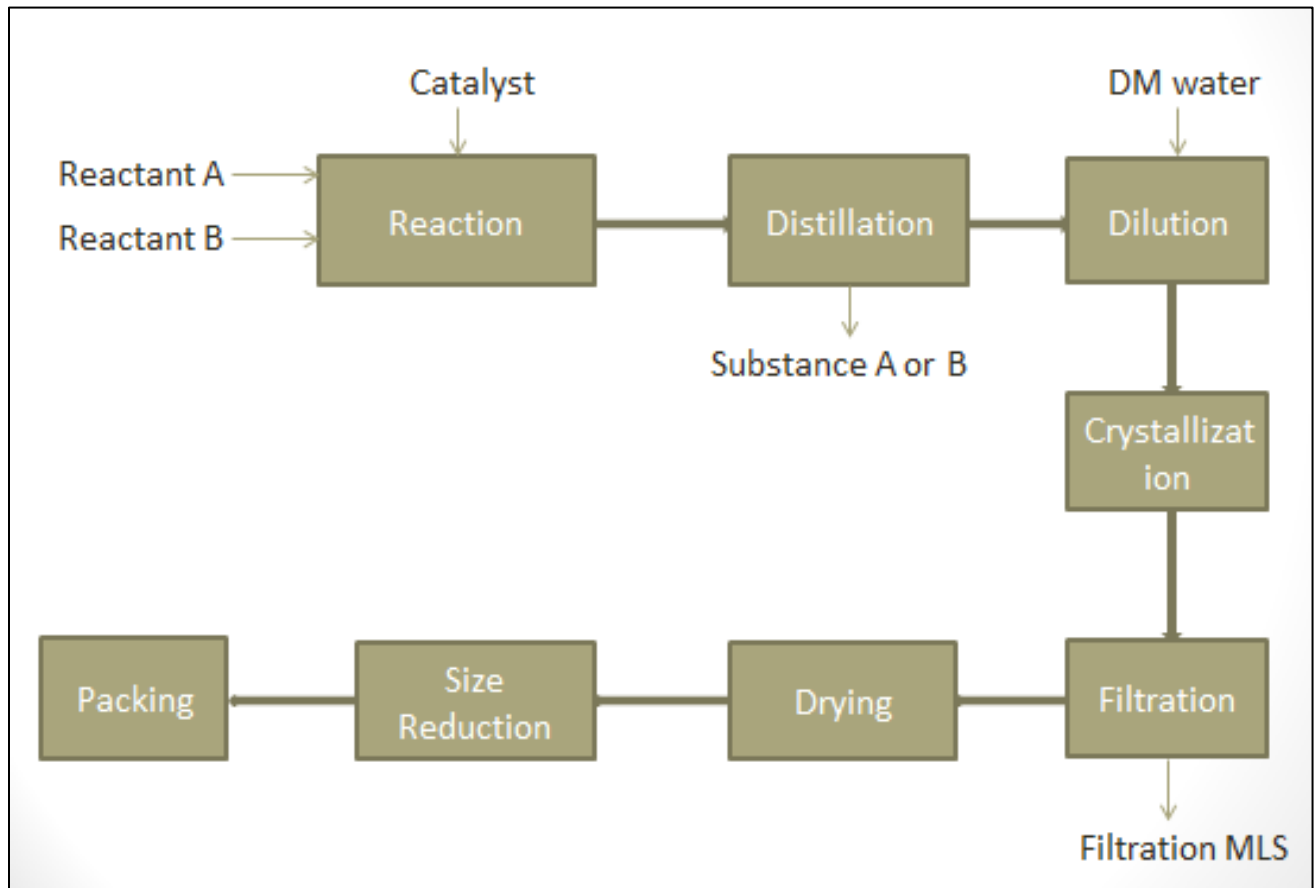 Catalyst
DM water
Reactant A
Reactant B
Reaction
Distillation
Dilution
Substance A or B
Crystallizat
ion
Filtration
Drying
Size
Reduction
Packing
Filtration MLS